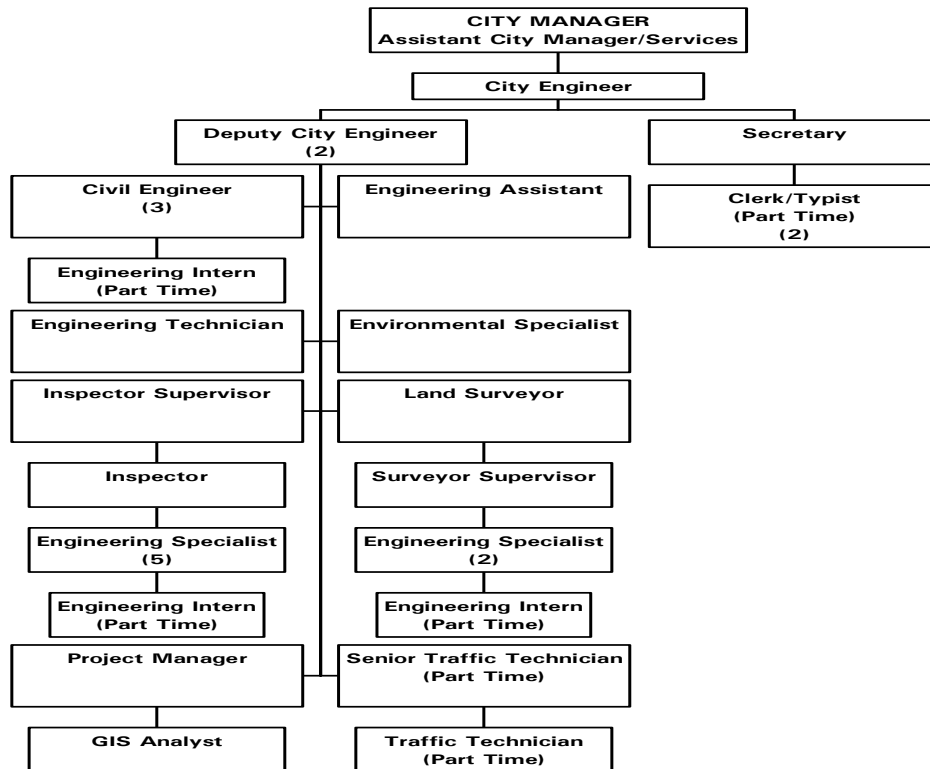 CITY MANAGER
Assistant City Manager/Services
City Engineer
Deputy City Engineer
(2)
Secretary
Civil Engineer
(3)
Engineering Assistant
Clerk/Typist
(Part Time)
(2)
Engineering Intern
(Part Time)
Engineering Technician
Environmental Specialist
Inspector Supervisor
Land Surveyor
Inspector
Surveyor Supervisor
Engineering Specialist
(5)
Engineering Specialist
(2)
Engineering Intern
(Part Time)
Engineering Intern
(Part Time)
Project Manager
Senior Traffic Technician
(Part Time)
GIS Analyst
Traffic Technician
(Part Time)